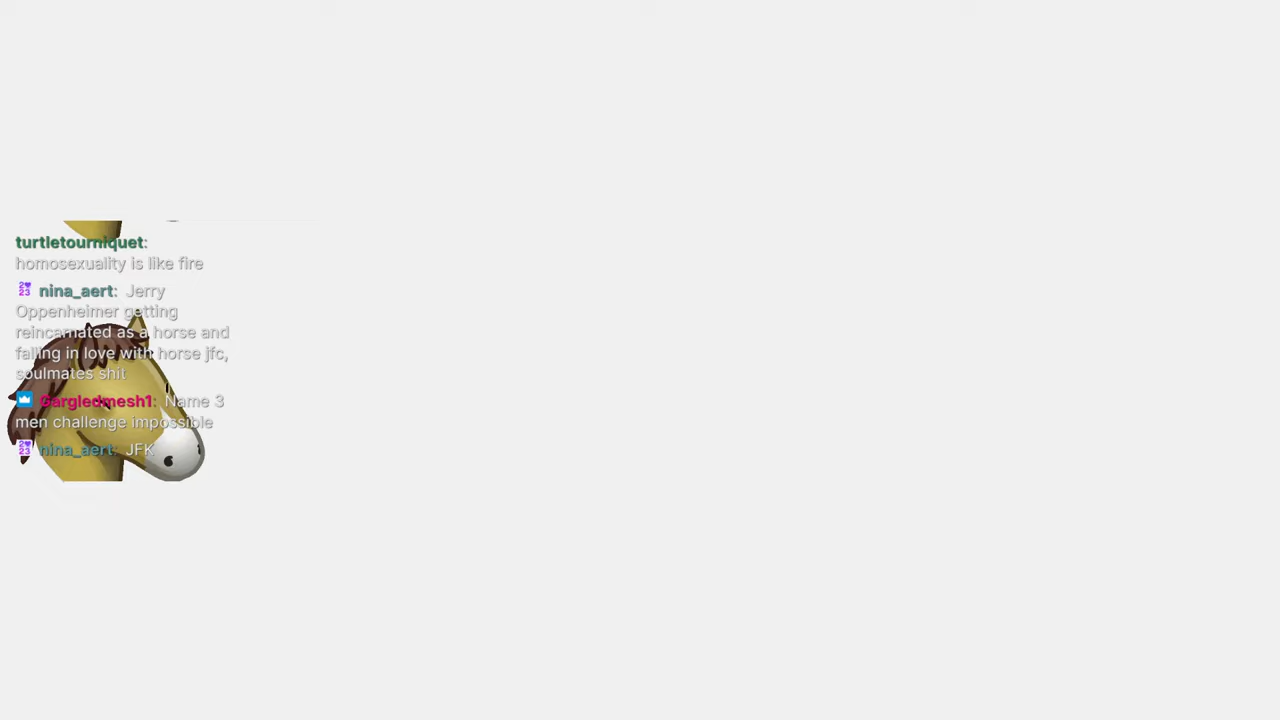 turtletourniquet:
homosexuality is like fire
nina_aert: Jerry
Oppenheimer getting
reincarnated as a horse and
falling in love with horse jfc,
soulmates shit
Gargledmesh1: Name 3
men challenge impossible
nina_aert: JFK